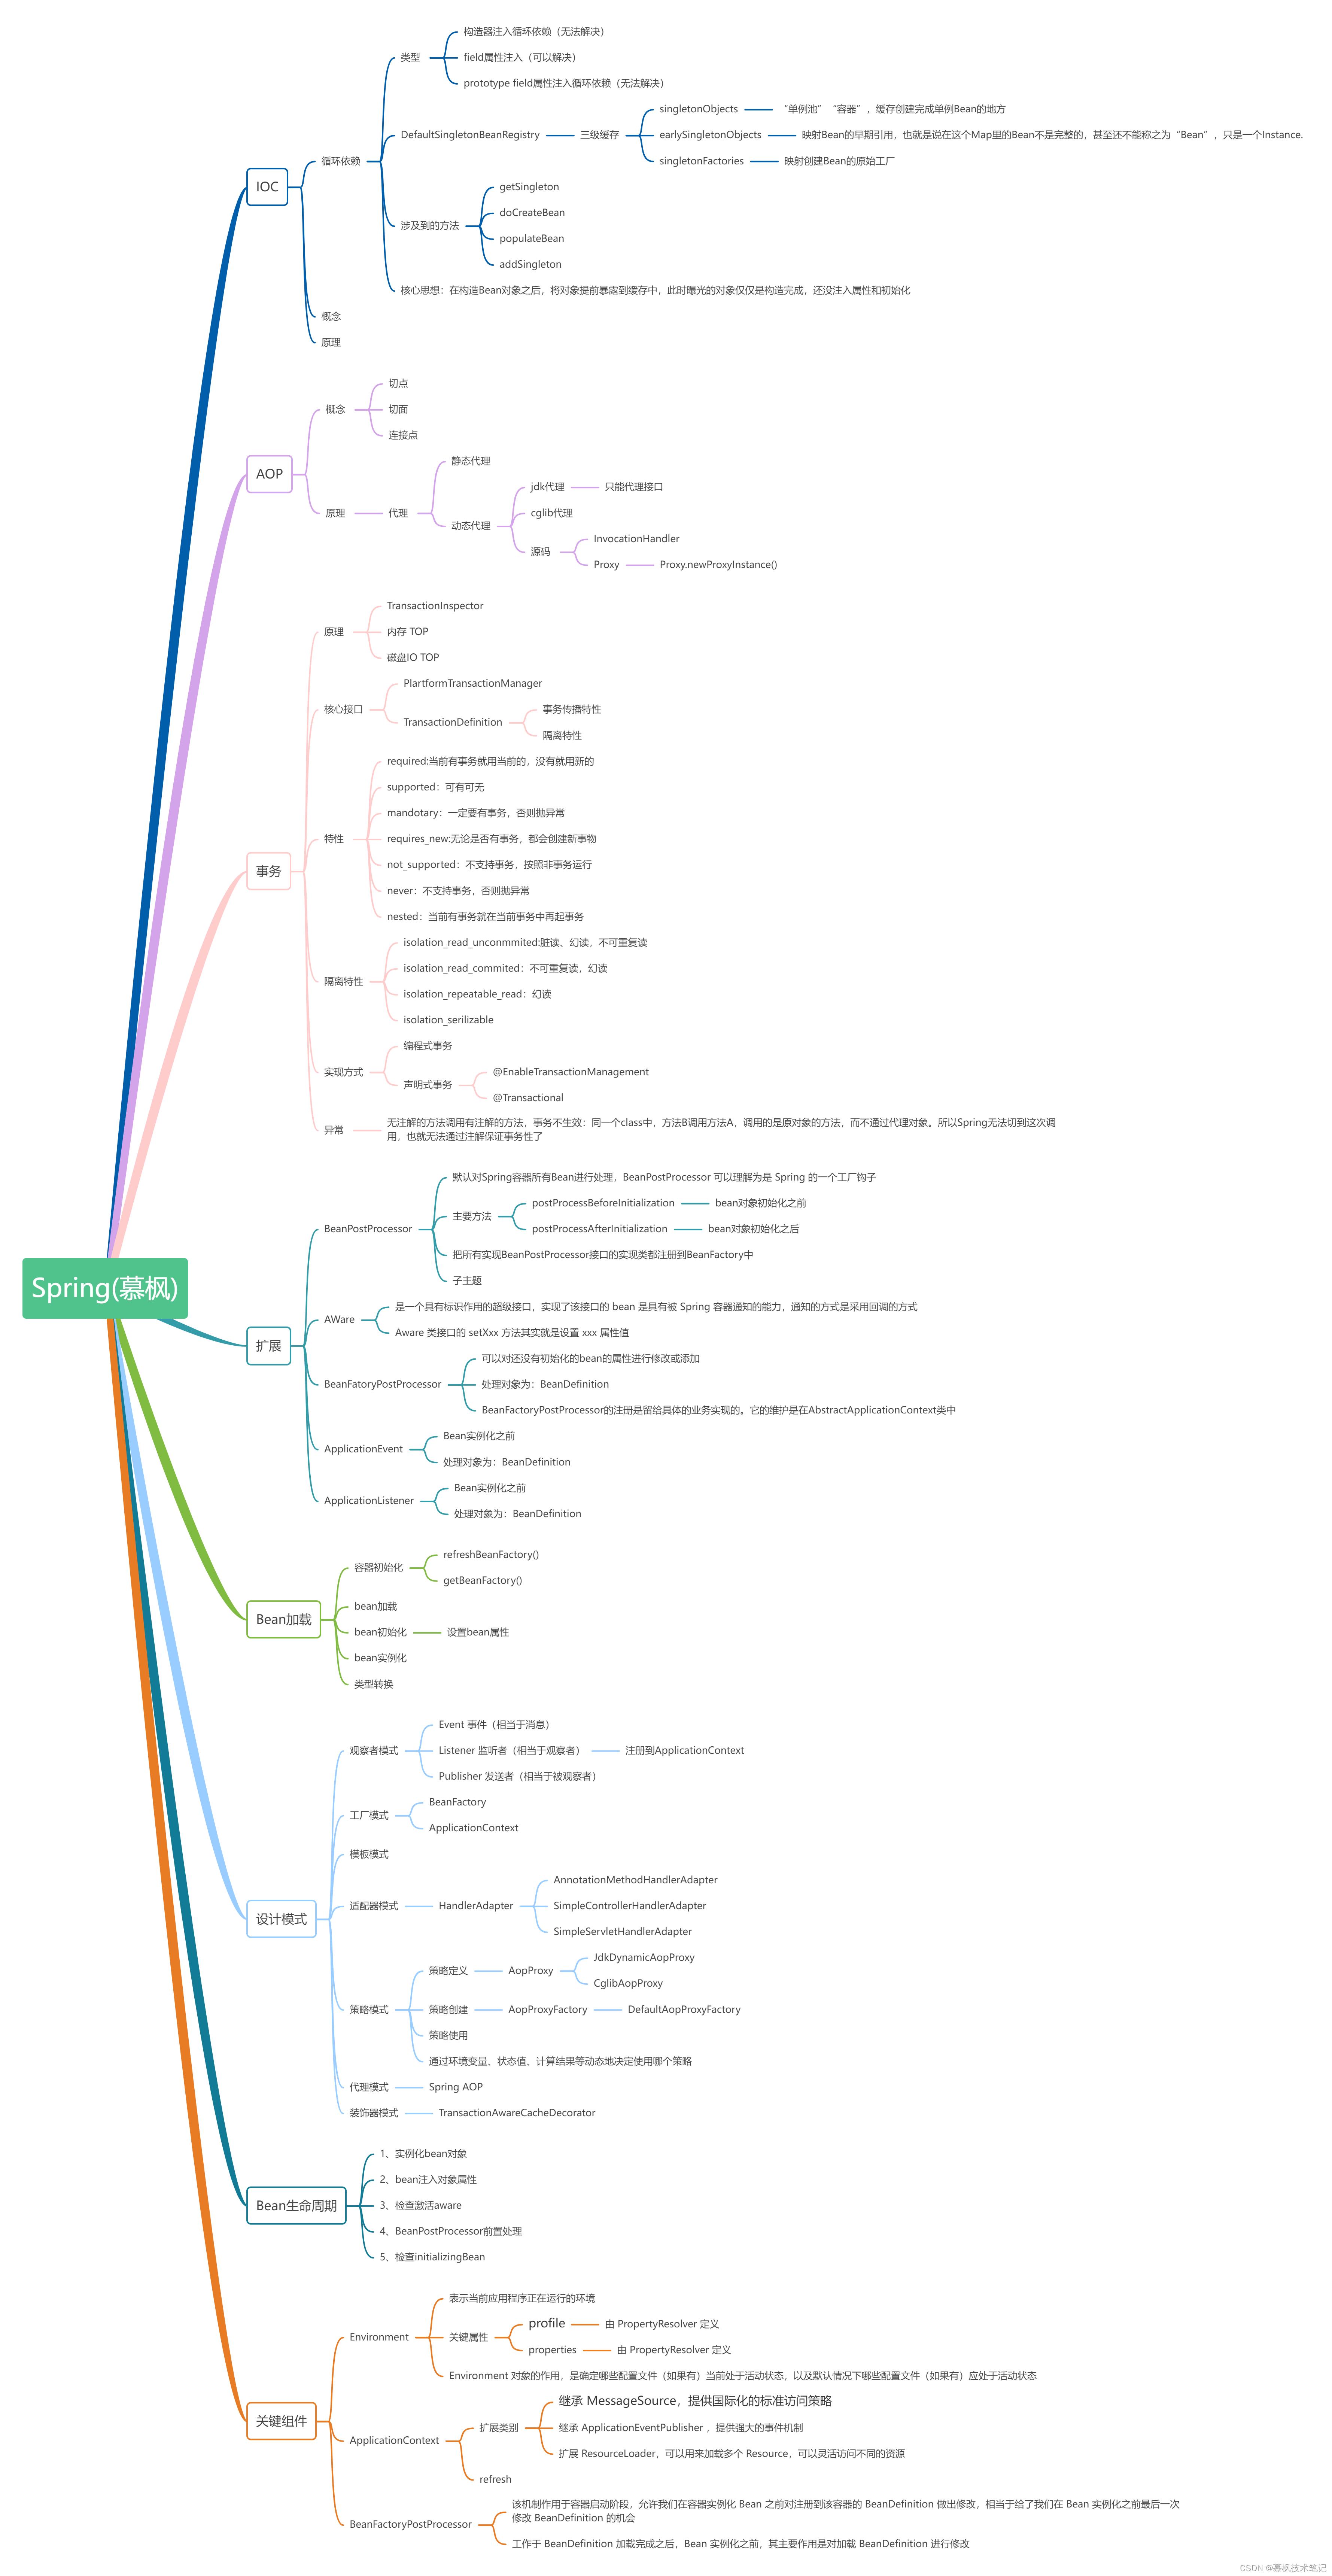 Spring(慕枫)
IOC
循环依赖
类型
构造器注入循环依赖（无法解决）
field属性注入（可以解决）
prototype field属性注入循环依赖（无法解决）
DefaultSingletonBeanRegistry
三级缓存
singletonObjects
“单例池”“容器”，缓存创建完成单例Bean的地方
earlySingletonObjects
映射Bean的早期引用，也就是说在这个Map里的Bean不是完整的，甚至还不能称之为“Bean”，只是一个Instance.
singletonFactories
映射创建Bean的原始工厂
涉及到的方法
getSingleton
doCreateBean
populateBean
addSingleton
核心思想：在构造Bean对象之后，将对象提前暴露到缓存中，此时曝光的对象仅仅是构造完成，还没注入属性和初始化
概念
原理
AOP
概念
切点
切面
连接点
原理
代理
静态代理
动态代理
jdk代理
只能代理接口
cglib代理
源码
InvocationHandler
Proxy
Proxy.newProxyInstance()
事务
原理
TransactionInspector
内存 TOP
磁盘IO TOP
核心接口
PlartformTransactionManager
TransactionDefinition
事务传播特性
隔离特性
特性
required:当前有事务就用当前的，没有就用新的
supported：可有可无
mandotary：一定要有事务，否则抛异常
requires_new:无论是否有事务，都会创建新事物
not_supported：不支持事务，按照非事务运行
never：不支持事务，否则抛异常
nested：当前有事务就在当前事务中再起事务
隔离特性
isolation_read_unconmmited:脏读、幻读，不可重复读
isolation_read_commited：不可重复读，幻读
isolation_repeatable_read：幻读
isolation_serilizable
实现方式
编程式事务
声明式事务
@EnableTransactionManagement
@Transactional
异常
无注解的方法调用有注解的方法，事务不生效：同一个class中，方法B调用方法A，调用的是原对象的方法，而不通过代理对象。所以Spring无法切到这次调
用，也就无法通过注解保证事务性了
扩展
BeanPostProcessor
默认对Spring容器所有Bean进行处理，BeanPostProcessor 可以理解为是 Spring 的一个工厂钩子
主要方法
postProcessBeforeInitialization
bean对象初始化之前
postProcessAfterInitialization
bean对象初始化之后
把所有实现BeanPostProcessor接口的实现类都注册到BeanFactory中
子主题
AWare
是一个具有标识作用的超级接口，实现了该接口的 bean 是具有被 Spring 容器通知的能力，通知的方式是采用回调的方式
Aware 类接口的 setXxx 方法其实就是设置 xxx 属性值
BeanFatoryPostProcessor
可以对还没有初始化的bean的属性进行修改或添加
处理对象为：BeanDefinition
BeanFactoryPostProcessor的注册是留给具体的业务实现的。它的维护是在AbstractApplicationContext类中
ApplicationEvent
Bean实例化之前
处理对象为：BeanDefinition
ApplicationListener
Bean实例化之前
处理对象为：BeanDefinition
Bean加载
容器初始化
refreshBeanFactory()
getBeanFactory()
bean加载
bean初始化
设置bean属性
bean实例化
类型转换
设计模式
观察者模式
Event 事件（相当于消息）
Listener 监听者（相当于观察者）
注册到ApplicationContext
Publisher 发送者（相当于被观察者）
工厂模式
BeanFactory
ApplicationContext
模板模式
适配器模式
HandlerAdapter
AnnotationMethodHandlerAdapter
SimpleControllerHandlerAdapter
SimpleServletHandlerAdapter
策略模式
策略定义
AopProxy
JdkDynamicAopProxy
CglibAopProxy
策略创建
AopProxyFactory
DefaultAopProxyFactory
策略使用
通过环境变量、状态值、计算结果等动态地决定使用哪个策略
代理模式
Spring AOP
装饰器模式
TransactionAwareCacheDecorator
Bean生命周期
1、实例化bean对象
2、bean注入对象属性
3、检查激活aware
4、BeanPostProcessor前置处理
5、检查initializingBean
关键组件
Environment
表示当前应用程序正在运行的环境
关键属性
profile
由 PropertyResolver 定义
properties
由 PropertyResolver 定义
Environment 对象的作用，是确定哪些配置文件（如果有）当前处于活动状态，以及默认情况下哪些配置文件（如果有）应处于活动状态
ApplicationContext
扩展类别
继承 MessageSource，提供国际化的标准访问策略
继承 ApplicationEventPublisher ，提供强大的事件机制
扩展 ResourceLoader，可以用来加载多个 Resource，可以灵活访问不同的资源
refresh
BeanFactoryPostProcessor
该机制作用于容器启动阶段，允许我们在容器实例化 Bean 之前对注册到该容器的 BeanDefinition 做出修改，相当于给了我们在 Bean 实例化之前最后一次
修改 BeanDefinition 的机会
工作于 BeanDefinition 加载完成之后，Bean 实例化之前，其主要作用是对加载 BeanDefinition 进行修改
CSDN @慕枫技术笔记